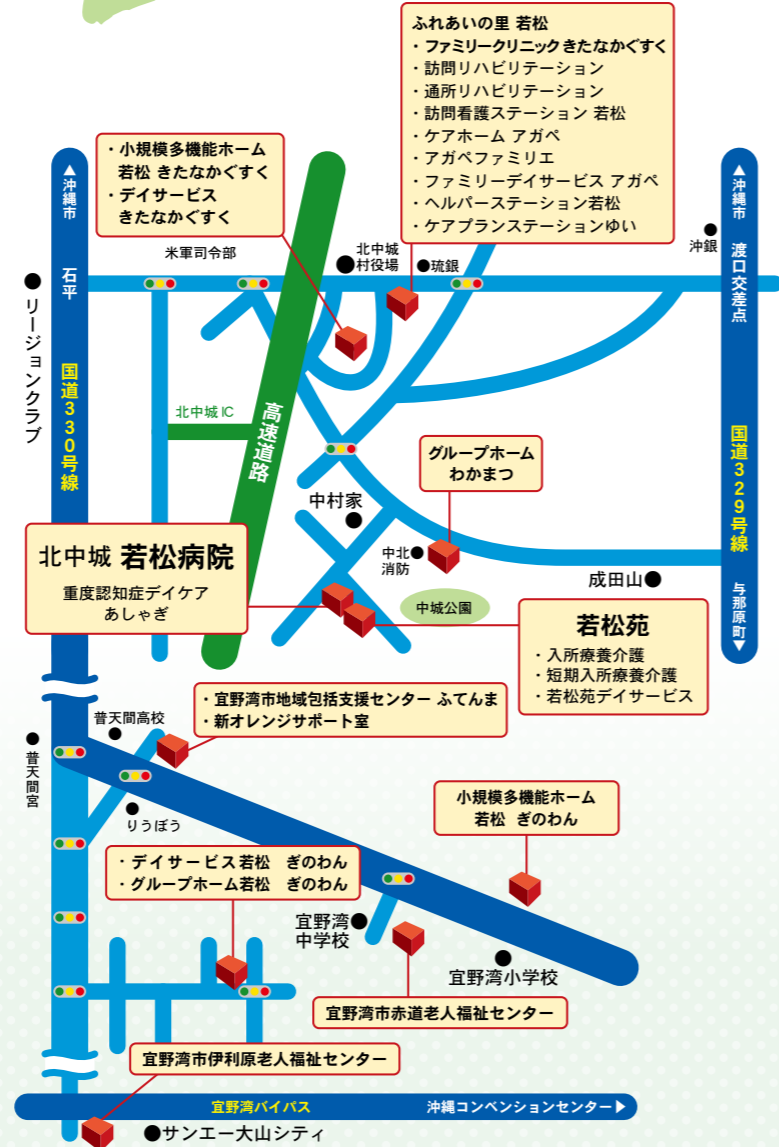 ふれあいの里 若松
・ファミリークリニックきたなかぐすく
・訪問リハビリテーション
・通所リハビリテーション
・訪問看護ステーション 若松
・ケアホーム アガペ
・アガペファミリエ
・ファミリーデイサービス アガペ
・ヘルパーステーション若松
・ケアプランステーションゆい
・小規模多機能ホーム
若松 きたなかぐすく
・デイサービス
きたなかぐすく
▲沖縄市
石平
国道330号線
●リージョンクラブ
米軍司令部
北中城
●村役場
●琉銀
●沖銀
▲沖縄市
渡口交差点
国道329号線
与那原町▼
北中城 IC
高速道路
グループホーム
わかまつ
中村家
●
中北●
消防
成田山●
中城公園
北中城 若松病院
重度認知症デイケア
あしゃぎ
若松苑
・入所療養介護
・短期入所療養介護
・若松苑デイサービス
・宜野湾市地域包括支援センター ふてんま
・新オレンジサポート室
普天間高校
●
●普天間宮
●
りうぼう
小規模多機能ホーム
若松 ぎのわん
・デイサービス若松 ぎのわん
・グループホーム若松 ぎのわん
宜野湾●
中学校
●
宜野湾小学校
宜野湾市赤道老人福祉センター
宜野湾市伊利原老人福祉センター
宜野湾バイパス
沖縄コンベンションセンター▶
●サンエー大山シティ